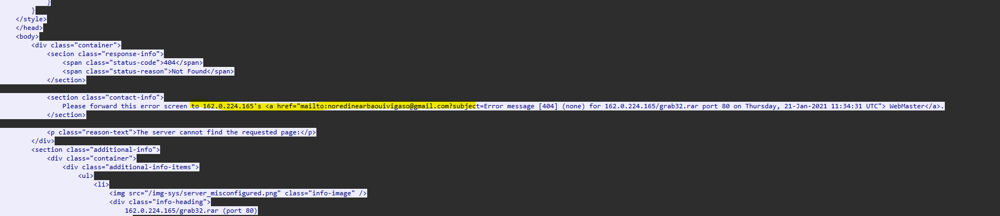 }
}
</style>
</head>
<body>
<div class="container">
<secion class="response-info">
<span class="status-code">404</span>
<span class="status-reason">Not Found</span>
</section>
<section class="contact-info">
Please forward this error screen to 162.0.224.165's <a href="mailto:noredinearbaouivigaso@gmail.com?subject=Error message [404] (none) for 162.0.224.165/grab32.rar port 80 on Thursday, 21-Jan-2021 11:34:31 UTC"> WebMaster</a>.
</section>
<p class="reason-text">The server cannot find the requested page:</p>
</div>
<section class="additional-info">
<div class="container">
<div class="additional-info-items">
<ul>
<li>
<img src="/img-sys/server_misconfigured.png" class="info-image" />
<div class="info-heading">
162.0.224.165/grab32.rar (port 80)